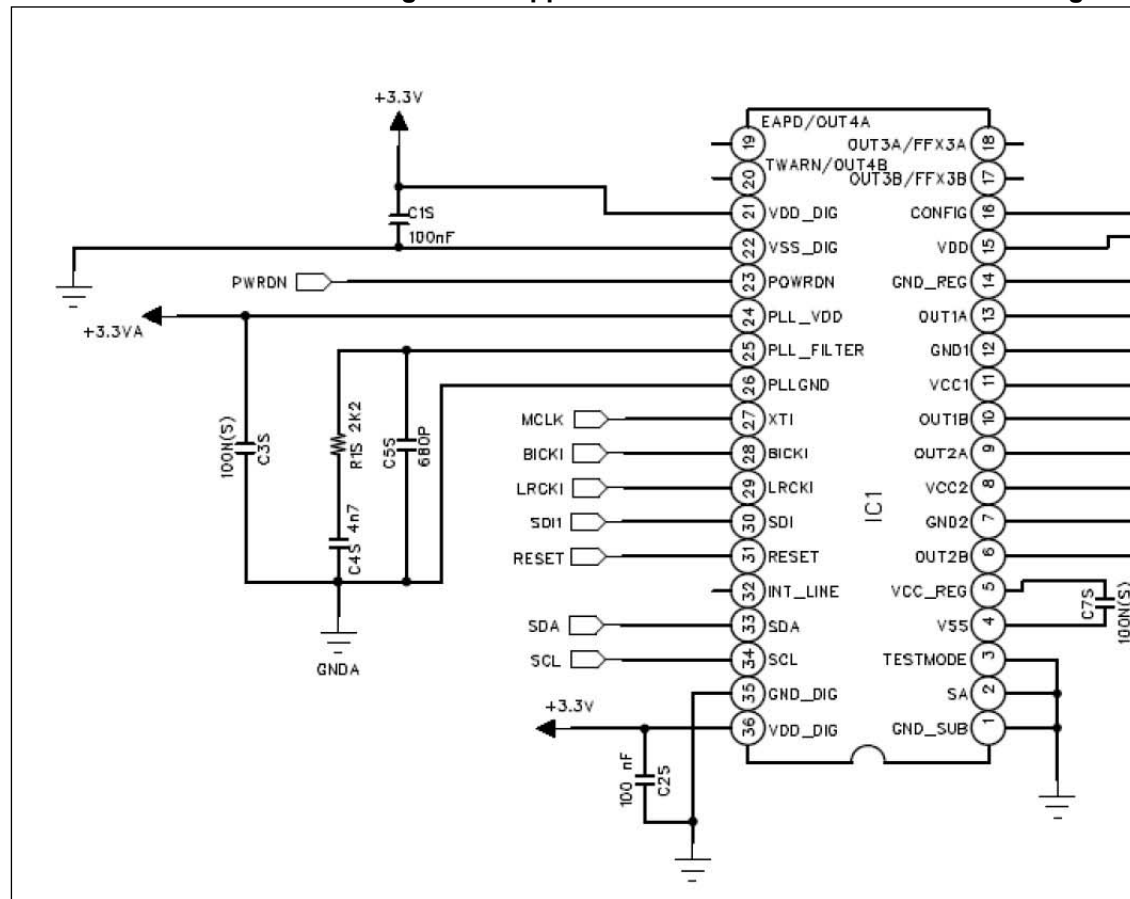 +3.3V
EAPD/OUT4A
19
OUT3A/FFX3A
18
TWARN/OUT4B
20
OUT3B/FFX3B
17
C1S
100nF
21
VDD_DIG
CONFIG
16
22
VSS_DIG
VDD
15
PWRDN
23
POWRDN
GND_REG
14
+3.3VA
24
PLL_VDD
OUT1A
13
25
PLL_FILTER
GND1
12
26
PLLGND
VCC1
11
MCLK
27
XTI
OUT1B
10
100N(S)
C3S
R1S 2K2
C5S
680P
BICKI
28
BICKI
OUT2A
9
LRCKI
29
LRCKI
VCC2
8
IC1
SDI1
30
SDI
GND2
7
C4S 4n7
RESET
31
RESET
OUT2B
6
32
INT_LINE
VCC_REG
5
C7S
100N(S)
SDA
33
SDA
VSS
4
SCL
34
SCL
TESTMODE
3
GNDA
35
GND_DIG
SA
2
+3.3V
36
VDD_DIG
GND_SUB
1
100 nF
C2S